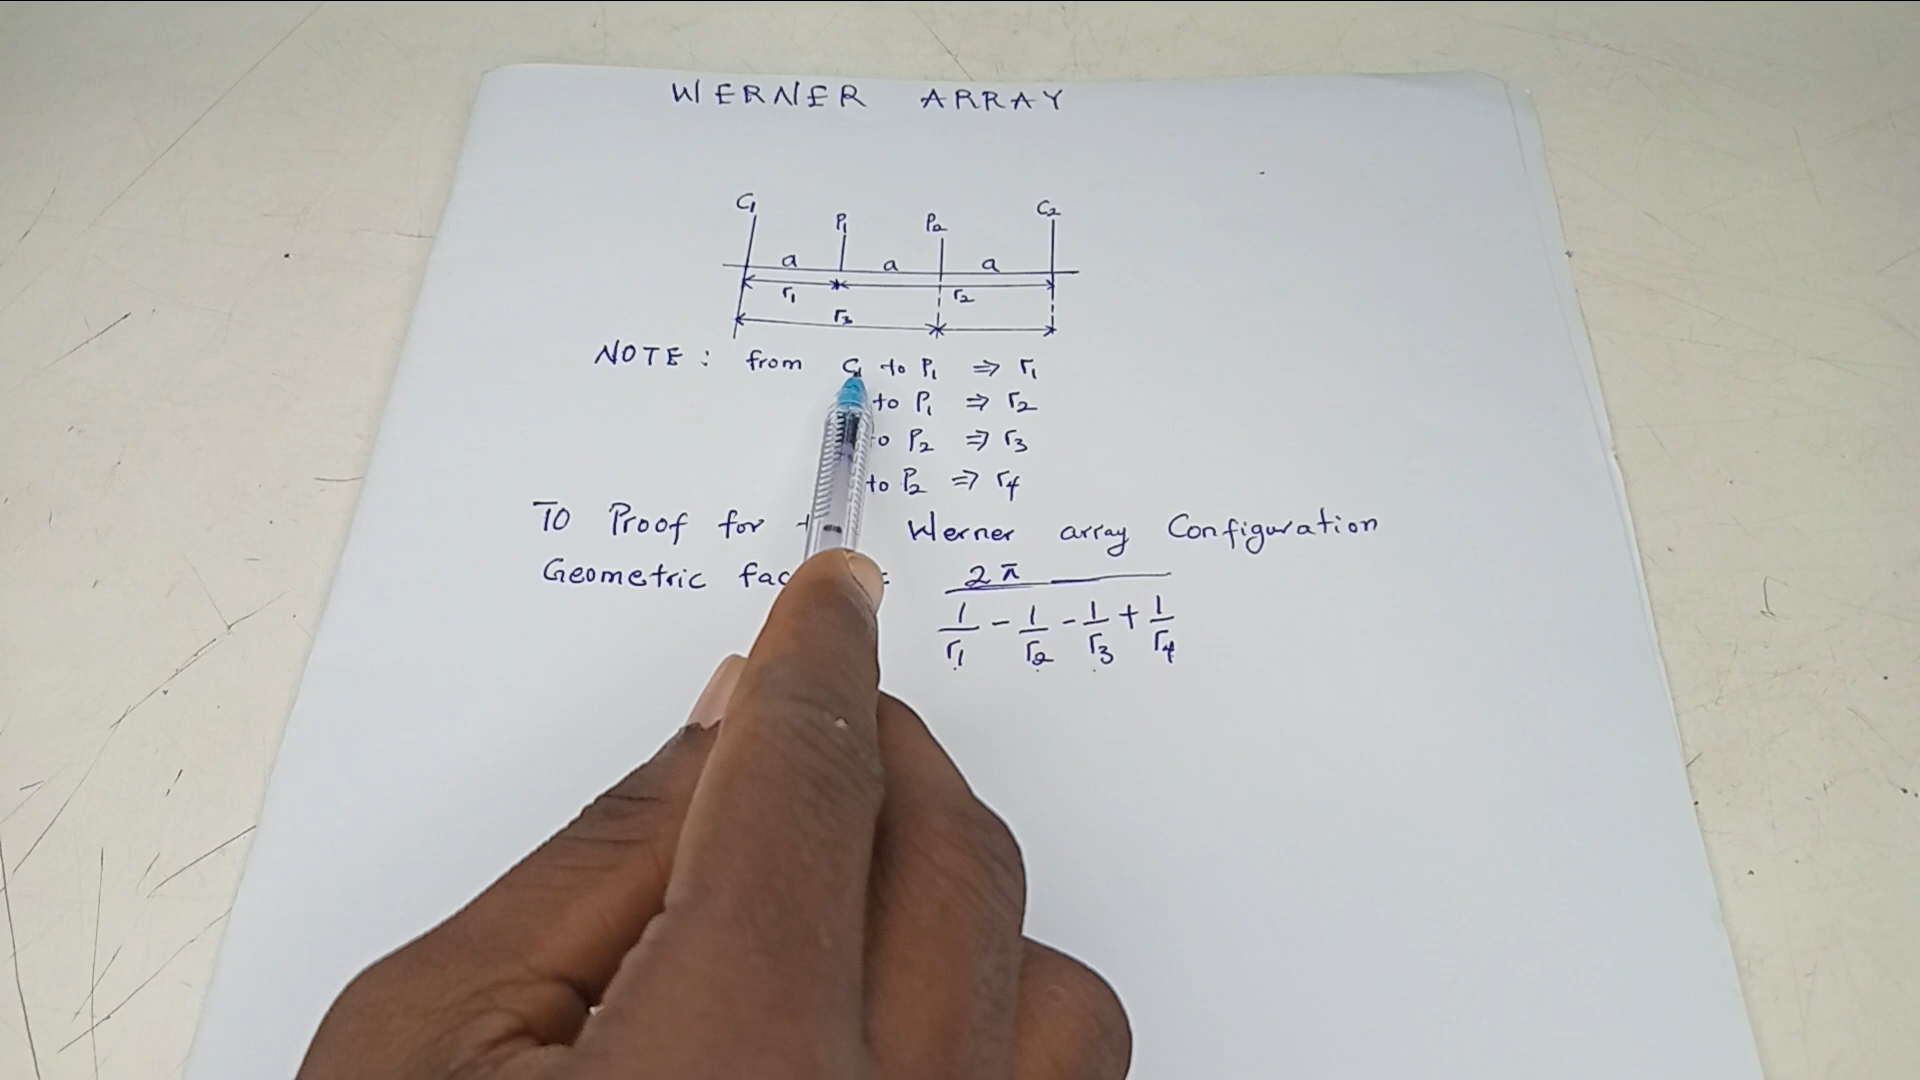 WERNER ARRAY
C₁ P₁ P₂ C₂
a a a
r₁ r₂
r₃
NOTE : from C₁ to P₁ ⇒ r₁
to P₁ ⇒ r₂
to P₂ ⇒ r₃
to P₂ ⇒ r₄
TO Proof for Werner array Configuration
Geometric = 2π
1/r₁ - 1/r₂ - 1/r₃ + 1/r₄